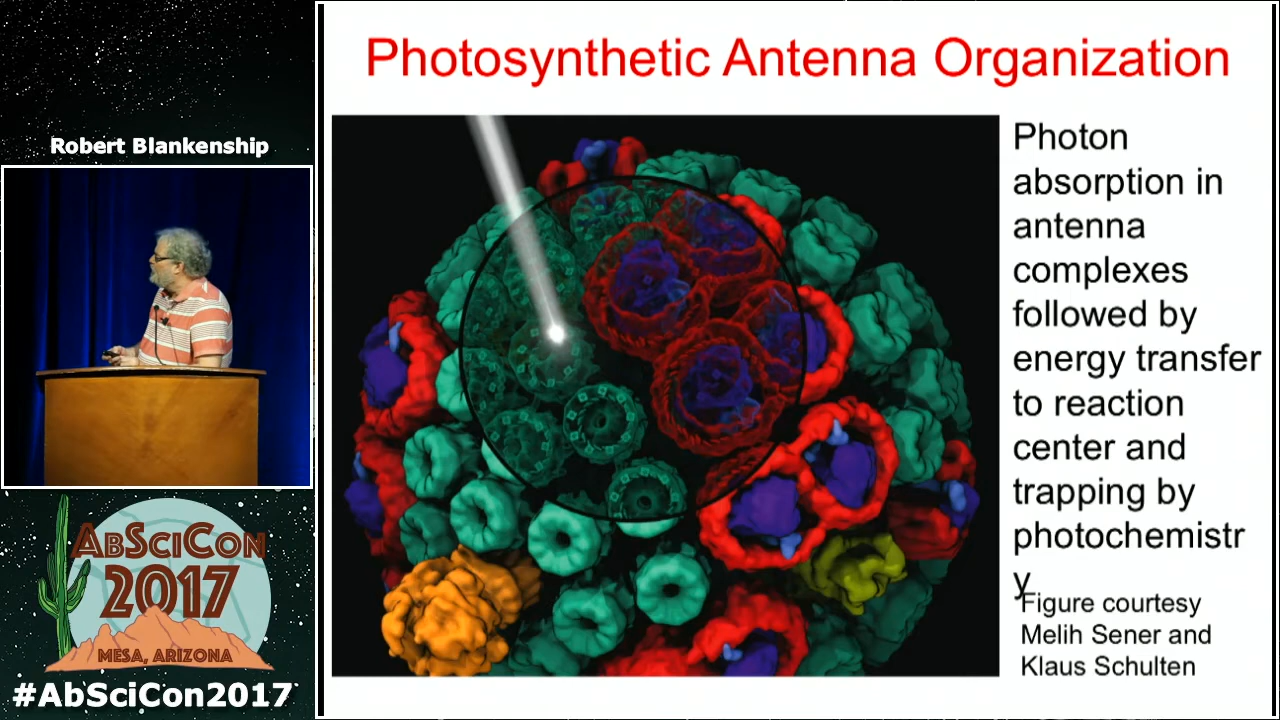 Photosynthetic Antenna Organization
Robert Blankenship
Photon
absorption in
antenna
complexes
followed by
energy transfer
to reaction
center and
trapping by
photochemistr
y
Figure courtesy
Melih Sener and
Klaus Schulten
ABSCICON
2017
MESA, ARIZONA
#AbSciCon2017